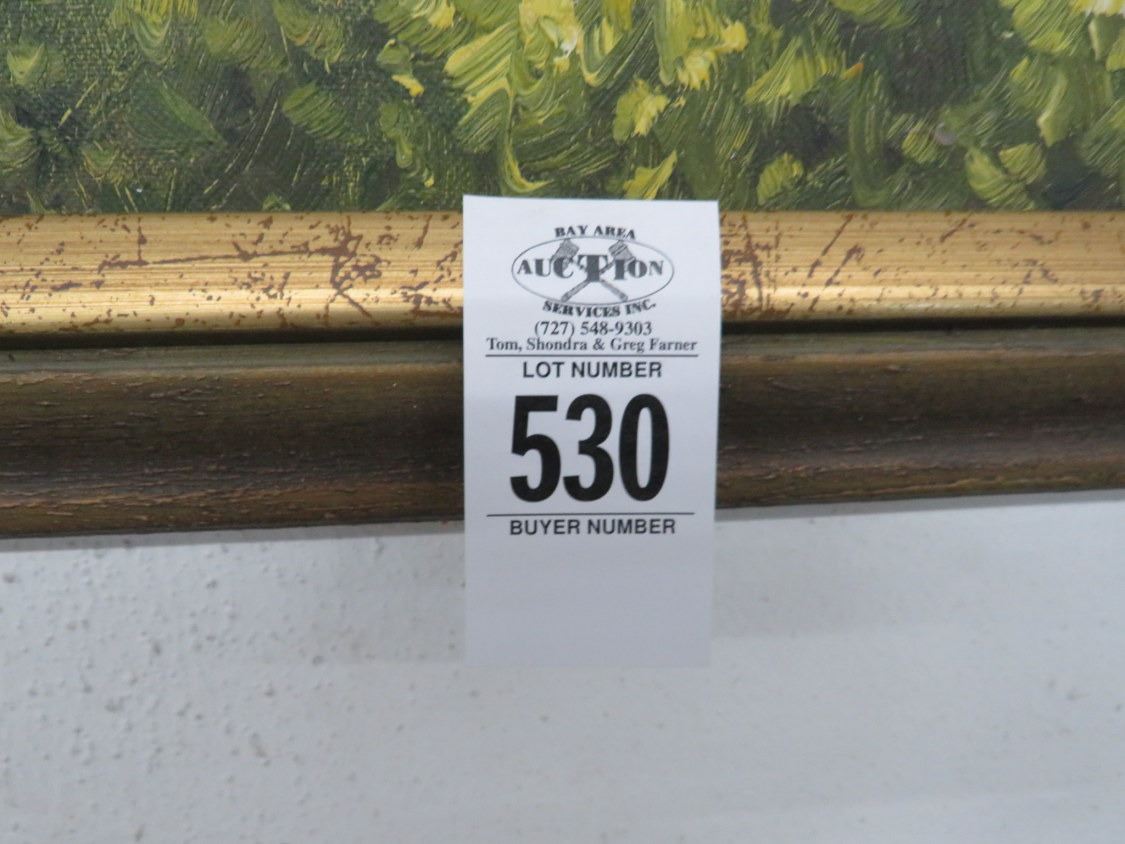 BAY AREA
AUCTION
SERVICES INC.
(727) 548-9303
Tom, Shondra & Greg Farner
LOT NUMBER
530
BUYER NUMBER